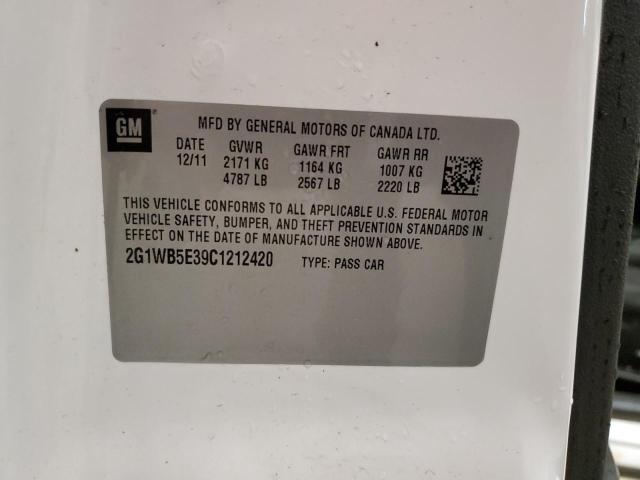 GM
MFD BY GENERAL MOTORS OF CANADA LTD.
DATE GVWR GAWR FRT GAWR RR
12/11 2171 KG 1164 KG 1007 KG
4787 LB 2567 LB 2220 LB
THIS VEHICLE CONFORMS TO ALL APPLICABLE U.S. FEDERAL MOTOR
VEHICLE SAFETY, BUMPER, AND THEFT PREVENTION STANDARDS IN
EFFECT ON THE DATE OF MANUFACTURE SHOWN ABOVE.
2G1WB5E39C1212420 TYPE: PASS CAR